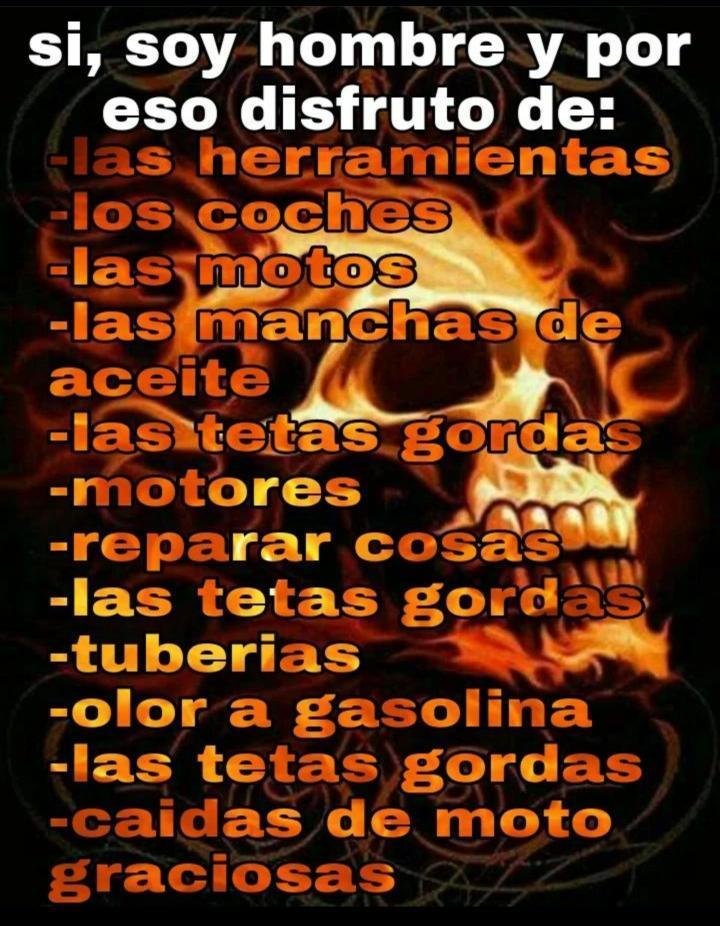 si, soy hombre y por
eso disfruto de:
-las herramientas
-los coches
-las motos
-las manchas de
aceite
-las tetas gordas
-motores
-reparar cosas
-las tetas gordas
-tuberias
-olor a gasolina
-las tetas gordas
-caidas de moto
graciosas